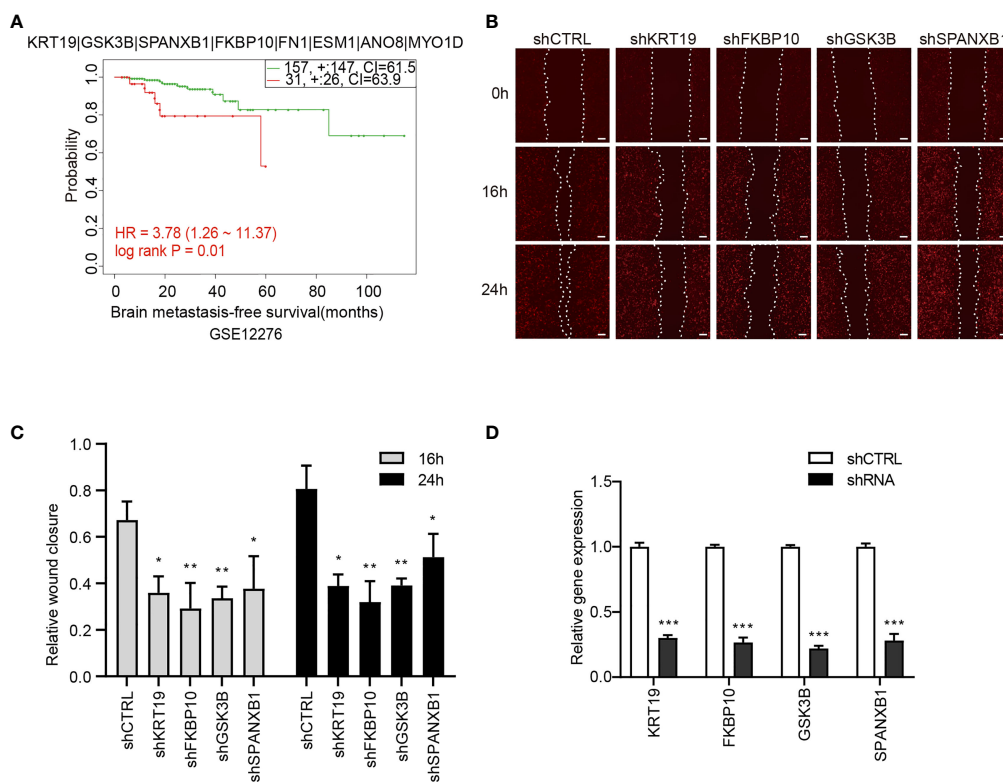 A
KRT19|GSK3B|SPANXB1|FKBP10|FN1|ESM1|ANO8|MYO1D
157, +:147, CI=61.5
31, +:26, CI=63.9
Probability
1.0
0.8
0.6
0.4
0.2
0.0
HR = 3.78 (1.26 ~ 11.37)
log rank P = 0.01
0 20 40 60 80 100
Brain metastasis-free survival(months)
GSE12276
B
shCTRL shKRT19 shFKBP10 shGSK3B shSPANXB1
0h
16h
24h
C
Relative wound closure
1.0
0.8
0.6
0.4
0.2
0.0
16h
24h
* ** ** * * ** ** *
shCTRL shKRT19 shFKBP10 shGSK3B shSPANXB1 shCTRL shKRT19 shFKBP10 shGSK3B shSPANXB1
D
shCTRL
shRNA
Relative gene expression
1.5
1.0
0.5
0.0
*** *** *** ***
KRT19 FKBP10 GSK3B SPANXB1